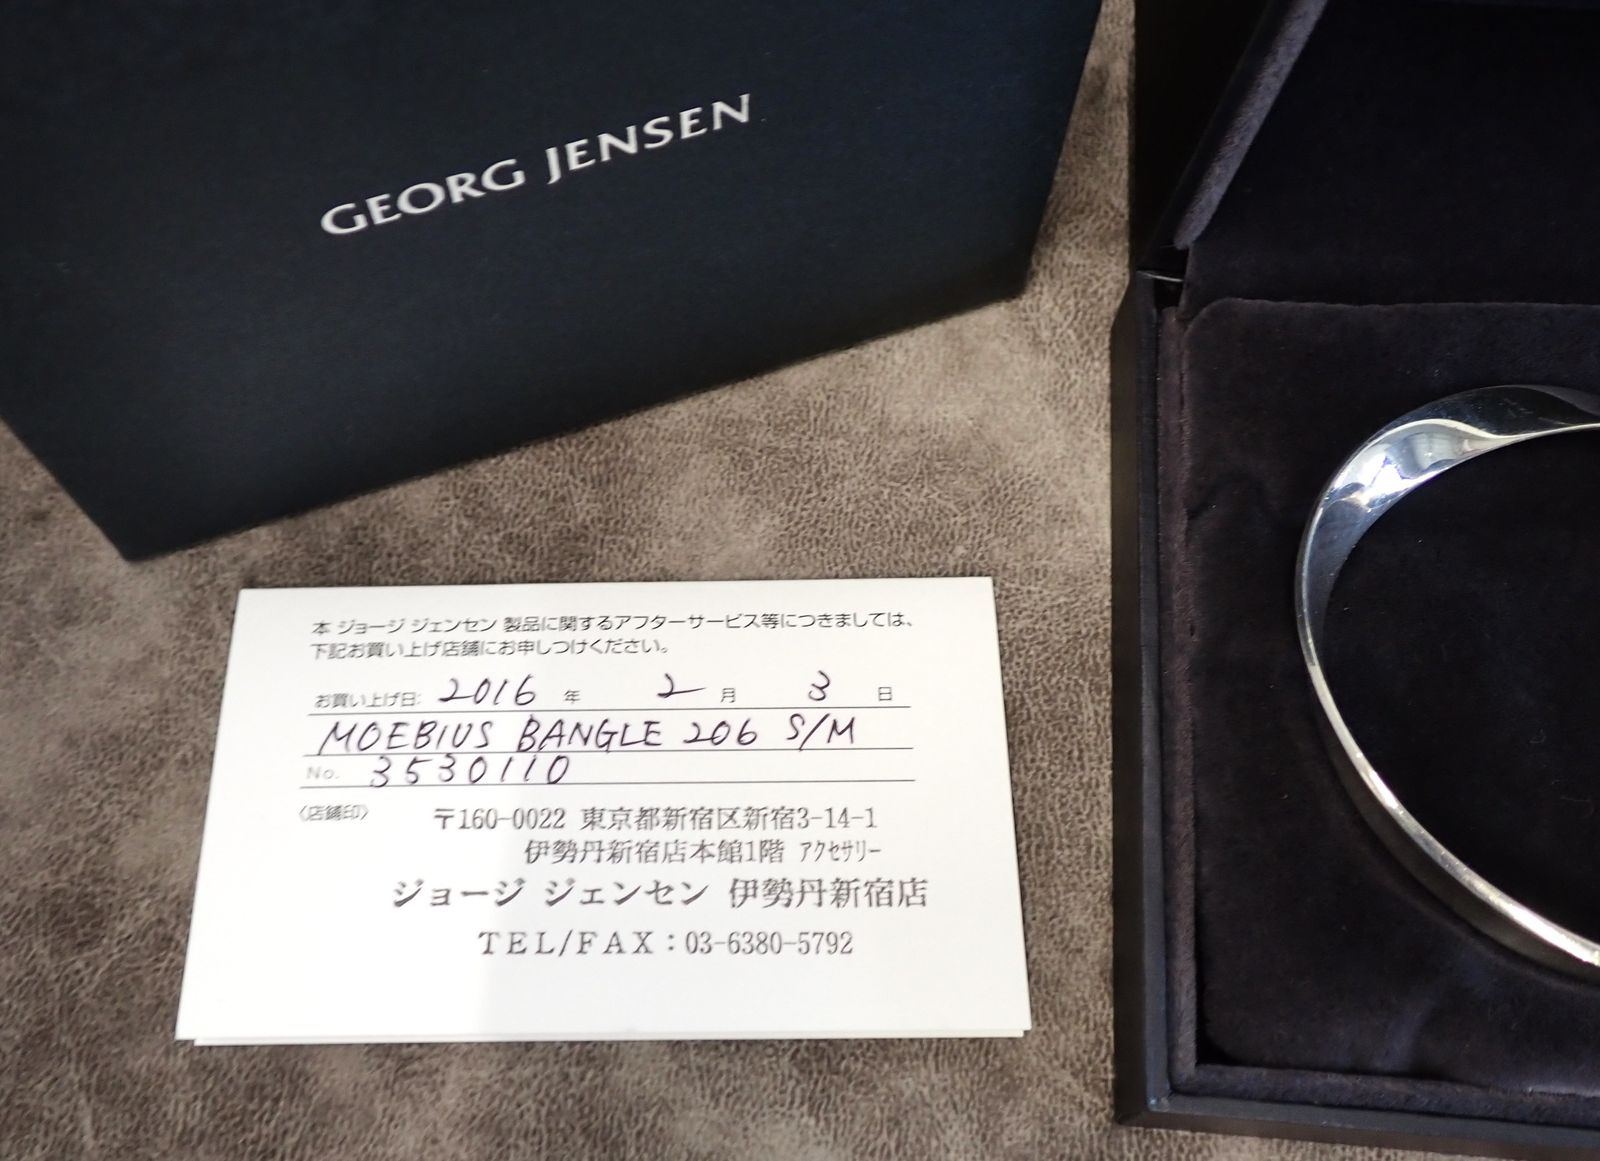 GEORG JENSEN
本 ジョージ ジェンセン 製品に関するアフターサービス等につきましては、
下記お買い上げ店舗にお申しつけください。
お買い上げ日: 2016 年 2 月 3 日
MOEBIUS BANGLE 206 S/M
No. 3530110
〈店舗印〉
〒160-0022 東京都新宿区新宿3-14-1
伊勢丹新宿店本館1階 ｱｸｾｻﾘｰ
ジョージ ジェンセン 伊勢丹新宿店
TEL/FAX：03-6380-5792